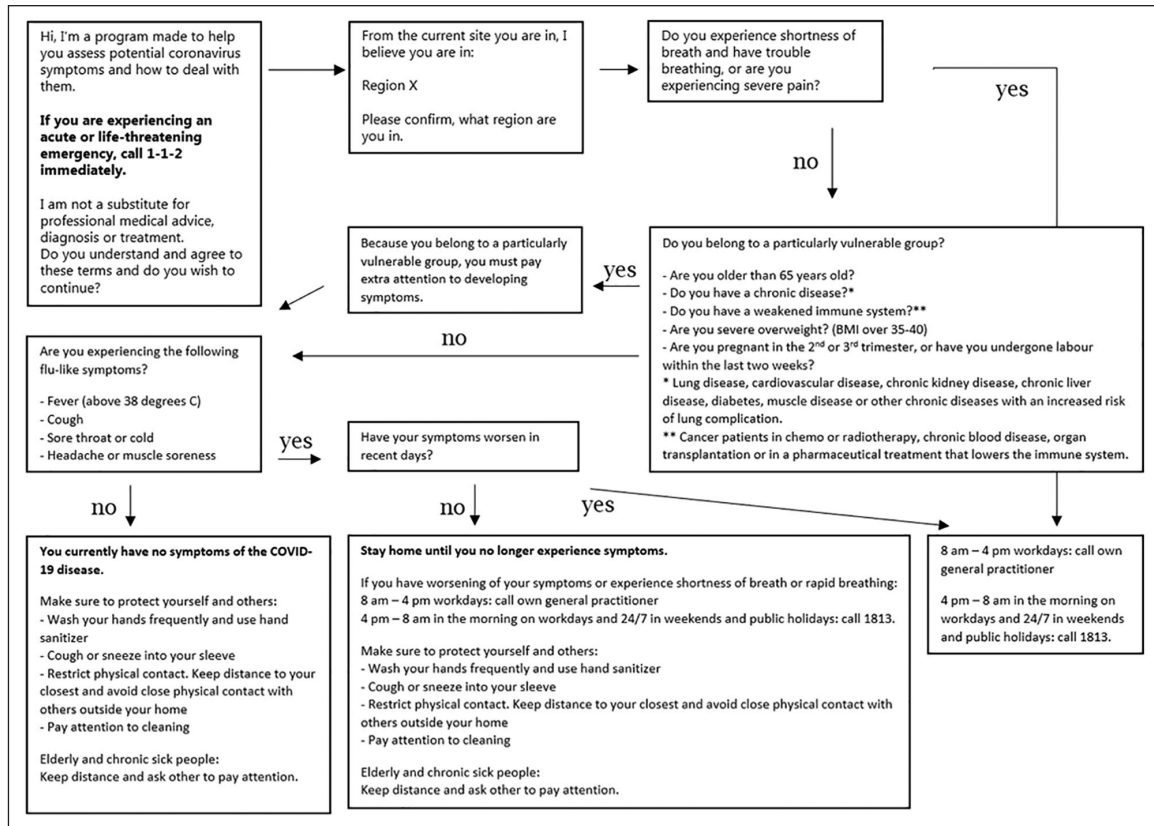 Hi, I'm a program made to help
you assess potential coronavirus
symptoms and how to deal with
them.
If you are experiencing an
acute or life-threatening
emergency, call 1-1-2
immediately.
I am not a substitute for
professional medical advice,
diagnosis or treatment.
Do you understand and agree to
these terms and do you wish to
continue?
From the current site you are in, I
believe you are in:
Region X
Please confirm, what region are
you in.
Do you experience shortness of
breath and have trouble
breathing, or are you
experiencing severe pain?
yes
no
Do you belong to a particularly vulnerable group?
- Are you older than 65 years old?
- Do you have a chronic disease?*
- Do you have a weakened immune system?**
- Are you severe overweight? (BMI over 35-40)
- Are you pregnant in the 2nd or 3rd trimester, or have you undergone labour
within the last two weeks?
* Lung disease, cardiovascular disease, chronic kidney disease, chronic liver
disease, diabetes, muscle disease or other chronic diseases with an increased risk
of lung complication.
** Cancer patients in chemo or radiotherapy, chronic blood disease, organ
transplantation or in a pharmaceutical treatment that lowers the immune system.
yes
Because you belong to a particularly
vulnerable group, you must pay
extra attention to developing
symptoms.
no
Are you experiencing the following
flu-like symptoms?
- Fever (above 38 degrees C)
- Cough
- Sore throat or cold
- Headache or muscle soreness
yes
Have your symptoms worsen in
recent days?
no
no
yes
You currently have no symptoms of the COVID-
19 disease.
Make sure to protect yourself and others:
- Wash your hands frequently and use hand
sanitizer
- Cough or sneeze into your sleeve
- Restrict physical contact. Keep distance to your
closest and avoid close physical contact with
others outside your home
- Pay attention to cleaning
Elderly and chronic sick people:
Keep distance and ask other to pay attention.
Stay home until you no longer experience symptoms.
If you have worsening of your symptoms or experience shortness of breath or rapid breathing:
8 am – 4 pm workdays: call own general practitioner
4 pm – 8 am in the morning on workdays and 24/7 in weekends and public holidays: call 1813.
Make sure to protect yourself and others:
- Wash your hands frequently and use hand sanitizer
- Cough or sneeze into your sleeve
- Restrict physical contact. Keep distance to your closest and avoid close physical contact with
others outside your home
- Pay attention to cleaning
Elderly and chronic sick people:
Keep distance and ask other to pay attention.
8 am – 4 pm workdays: call own
general practitioner
4 pm – 8 am in the morning on
workdays and 24/7 in weekends
and public holidays: call 1813.